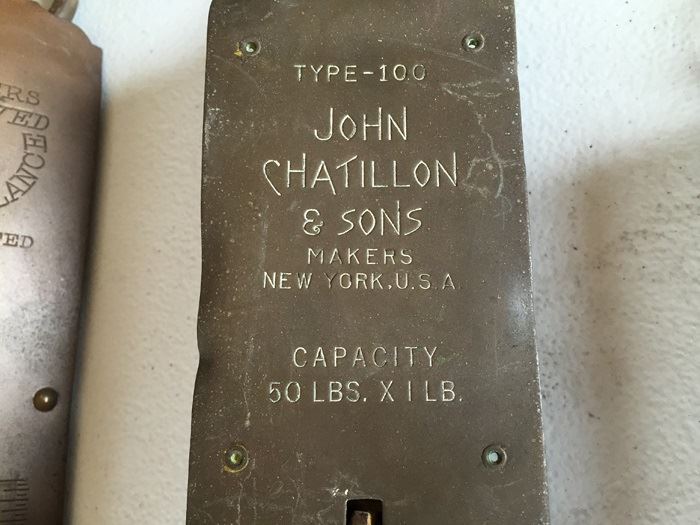 TYPE-100
JOHN
CHATILLON
& SONS
MAKERS
NEW YORK, U.S.A.
CAPACITY
50 LBS. X 1 LB.